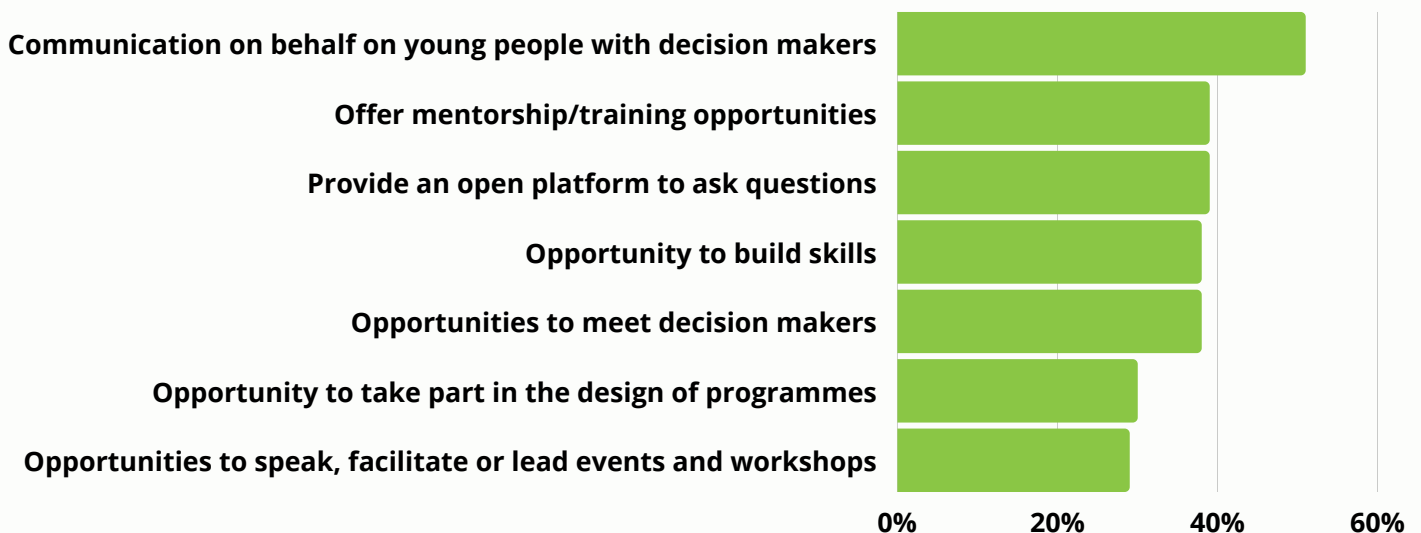 Communication on behalf on young people with decision makers
Offer mentorship/training opportunities
Provide an open platform to ask questions
Opportunity to build skills
Opportunities to meet decision makers
Opportunity to take part in the design of programmes
Opportunities to speak, facilitate or lead events and workshops
0% 20% 40% 60%